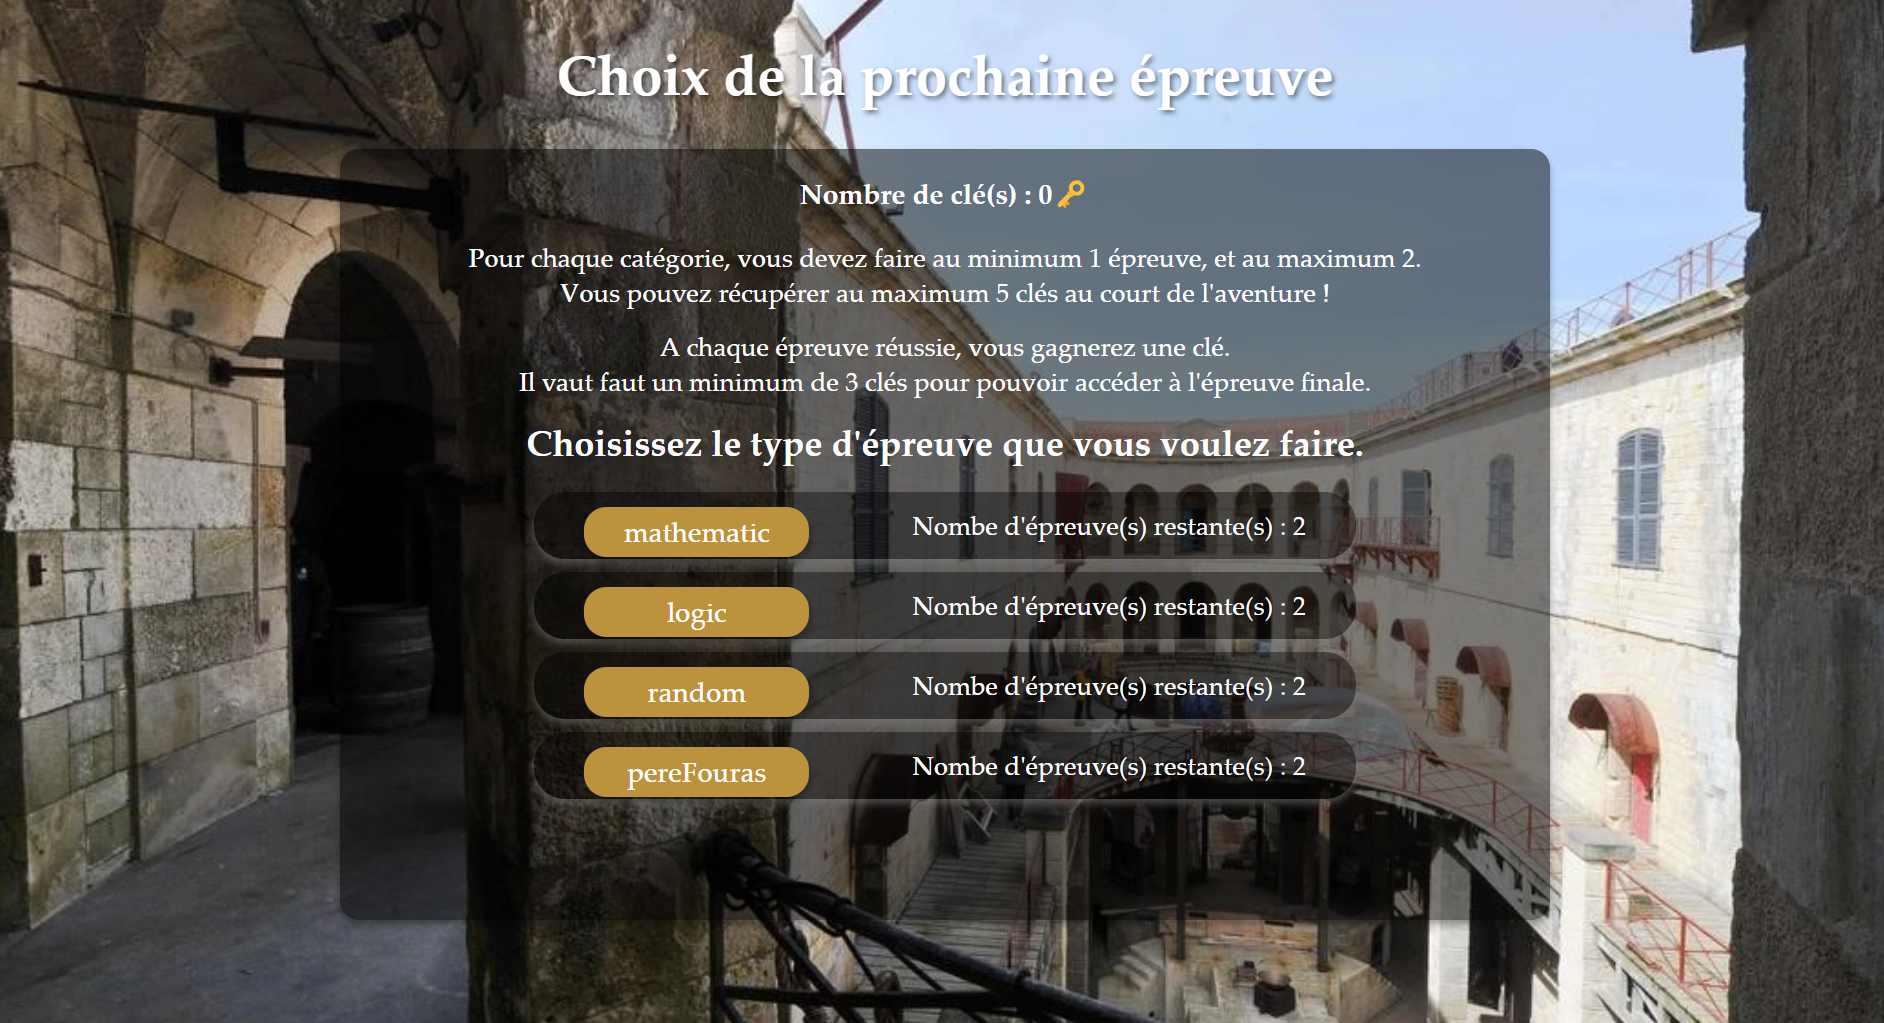 Choix de la prochaine épreuve
Nombre de clé(s) : 0
Pour chaque catégorie, vous devez faire au minimum 1 épreuve, et au maximum 2.
Vous pouvez récupérer au maximum 5 clés au court de l'aventure !
A chaque épreuve réussie, vous gagnerez une clé.
Il vaut faut un minimum de 3 clés pour pouvoir accéder à l'épreuve finale.
Choisissez le type d'épreuve que vous voulez faire.
mathematic Nombe d'épreuve(s) restante(s) : 2
logic Nombe d'épreuve(s) restante(s) : 2
random Nombe d'épreuve(s) restante(s) : 2
pereFouras Nombe d'épreuve(s) restante(s) : 2